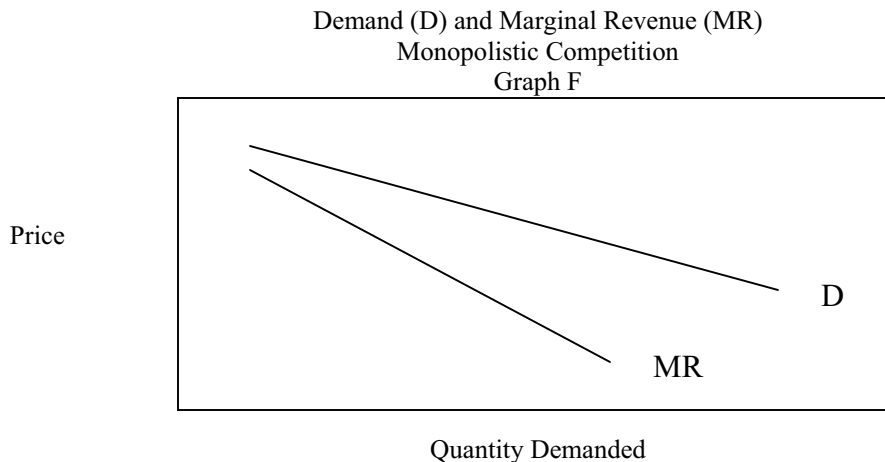 Demand (D) and Marginal Revenue (MR)
Monopolistic Competition
Graph F
Price
D
MR
Quantity Demanded